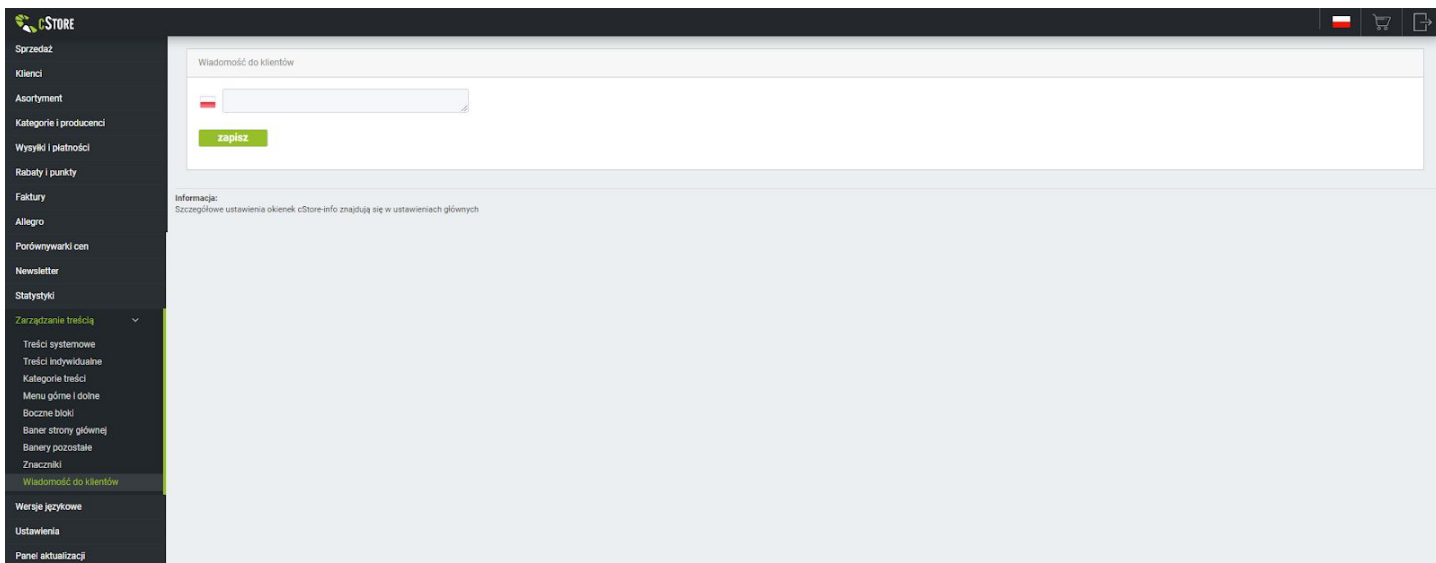 cSTORE
Sprzedaż
Klienci
Asortyment
Kategorie i producenci
Wysyłki i płatności
Rabaty i punkty
Faktury
Allegro
Porównywarki cen
Newsletter
Statystyki
Zarządzanie treścią
Treści systemowe
Treści indywidualne
Kategorie treści
Menu górne i dolne
Boczne bloki
Baner strony głównej
Banery pozostałe
Znaczniki
Wiadomość do klientów
Wersje językowe
Ustawienia
Panel aktualizacji
Wiadomość do klientów
zapisz
Informacja:
Szczegółowe ustawienia okienek cStore-info znajdują się w ustawieniach głównych